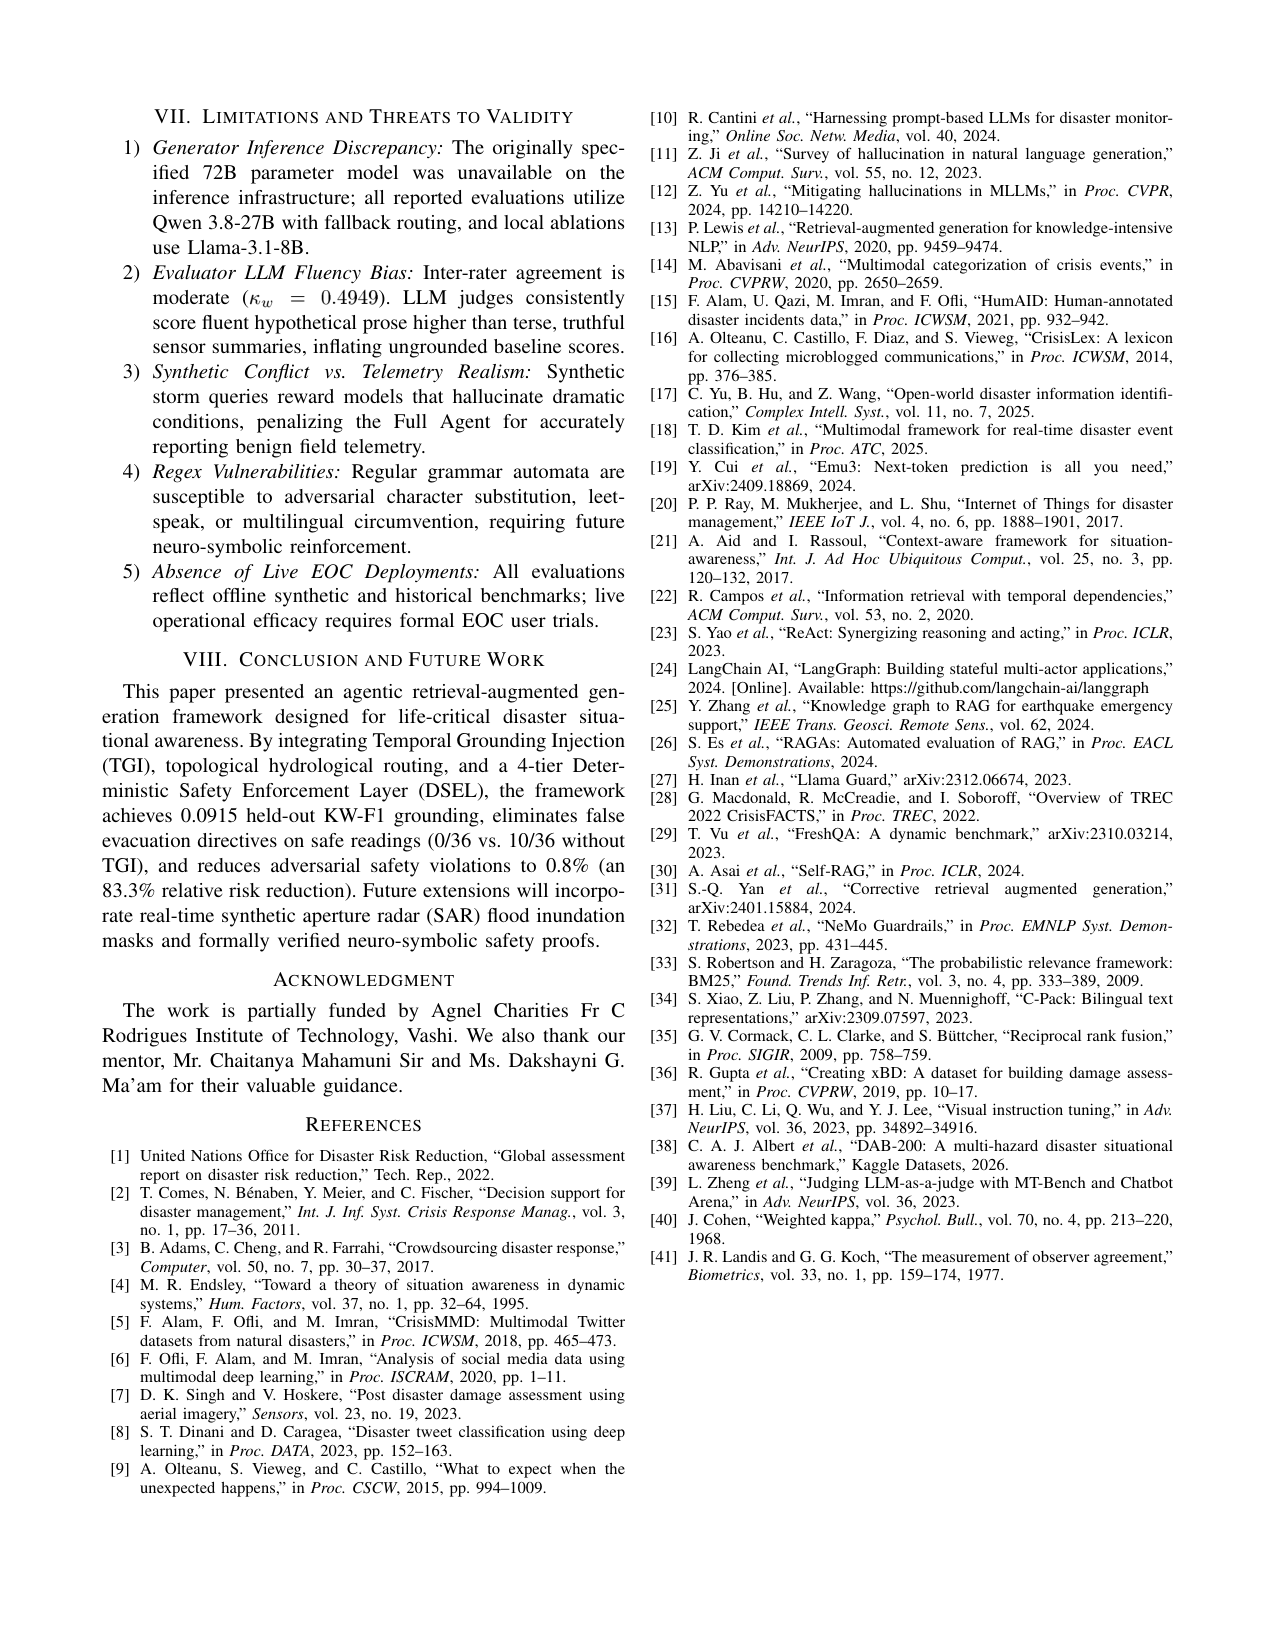 VII. LIMITATIONS AND THREATS TO VALIDITY
1) Generator Inference Discrepancy: The originally spec-
ified 72B parameter model was unavailable on the
inference infrastructure; all reported evaluations utilize
Qwen 3.8-27B with fallback routing, and local ablations
use Llama-3.1-8B.
2) Evaluator LLM Fluency Bias: Inter-rater agreement is
moderate (κw = 0.4949). LLM judges consistently
score fluent hypothetical prose higher than terse, truthful
sensor summaries, inflating ungrounded baseline scores.
3) Synthetic Conflict vs. Telemetry Realism: Synthetic
storm queries reward models that hallucinate dramatic
conditions, penalizing the Full Agent for accurately
reporting benign field telemetry.
4) Regex Vulnerabilities: Regular grammar automata are
susceptible to adversarial character substitution, leet-
speak, or multilingual circumvention, requiring future
neuro-symbolic reinforcement.
5) Absence of Live EOC Deployments: All evaluations
reflect offline synthetic and historical benchmarks; live
operational efficacy requires formal EOC user trials.
VIII. CONCLUSION AND FUTURE WORK
This paper presented an agentic retrieval-augmented gen-
eration framework designed for life-critical disaster situa-
tional awareness. By integrating Temporal Grounding Injection
(TGI), topological hydrological routing, and a 4-tier Deter-
ministic Safety Enforcement Layer (DSEL), the framework
achieves 0.0915 held-out KW-F1 grounding, eliminates false
evacuation directives on safe readings (0/36 vs. 10/36 without
TGI), and reduces adversarial safety violations to 0.8% (an
83.3% relative risk reduction). Future extensions will incorpo-
rate real-time synthetic aperture radar (SAR) flood inundation
masks and formally verified neuro-symbolic safety proofs.
ACKNOWLEDGMENT
The work is partially funded by Agnel Charities Fr C
Rodrigues Institute of Technology, Vashi. We also thank our
mentor, Mr. Chaitanya Mahamuni Sir and Ms. Dakshayni G.
Ma'am for their valuable guidance.
REFERENCES
[1] United Nations Office for Disaster Risk Reduction, “Global assessment
report on disaster risk reduction,” Tech. Rep., 2022.
[2] T. Comes, N. Bénaben, Y. Meier, and C. Fischer, “Decision support for
disaster management,” Int. J. Inf. Syst. Crisis Response Manag., vol. 3,
no. 1, pp. 17–36, 2011.
[3] B. Adams, C. Cheng, and R. Farrahi, “Crowdsourcing disaster response,”
Computer, vol. 50, no. 7, pp. 30–37, 2017.
[4] M. R. Endsley, “Toward a theory of situation awareness in dynamic
systems,” Hum. Factors, vol. 37, no. 1, pp. 32–64, 1995.
[5] F. Alam, F. Ofli, and M. Imran, “CrisisMMD: Multimodal Twitter
datasets from natural disasters,” in Proc. ICWSM, 2018, pp. 465–473.
[6] F. Ofli, F. Alam, and M. Imran, “Analysis of social media data using
multimodal deep learning,” in Proc. ISCRAM, 2020, pp. 1–11.
[7] D. K. Singh and V. Hoskere, “Post disaster damage assessment using
aerial imagery,” Sensors, vol. 23, no. 19, 2023.
[8] S. T. Dinani and D. Caragea, “Disaster tweet classification using deep
learning,” in Proc. DATA, 2023, pp. 152–163.
[9] A. Olteanu, S. Vieweg, and C. Castillo, “What to expect when the
unexpected happens,” in Proc. CSCW, 2015, pp. 994–1009.
[10] R. Cantini et al., “Harnessing prompt-based LLMs for disaster monitor-
ing,” Online Soc. Netw. Media, vol. 40, 2024.
[11] Z. Ji et al., “Survey of hallucination in natural language generation,”
ACM Comput. Surv., vol. 55, no. 12, 2023.
[12] Z. Yu et al., “Mitigating hallucinations in MLLMs,” in Proc. CVPR,
2024, pp. 14210–14220.
[13] P. Lewis et al., “Retrieval-augmented generation for knowledge-intensive
NLP,” in Adv. NeurIPS, 2020, pp. 9459–9474.
[14] M. Abavisani et al., “Multimodal categorization of crisis events,” in
Proc. CVPRW, 2020, pp. 2650–2659.
[15] F. Alam, U. Qazi, M. Imran, and F. Ofli, “HumAID: Human-annotated
disaster incidents data,” in Proc. ICWSM, 2021, pp. 932–942.
[16] A. Olteanu, C. Castillo, F. Diaz, and S. Vieweg, “CrisisLex: A lexicon
for collecting microblogged communications,” in Proc. ICWSM, 2014,
pp. 376–385.
[17] C. Yu, B. Hu, and Z. Wang, “Open-world disaster information identifi-
cation,” Complex Intell. Syst., vol. 11, no. 7, 2025.
[18] T. D. Kim et al., “Multimodal framework for real-time disaster event
classification,” in Proc. ATC, 2025.
[19] Y. Cui et al., “Emu3: Next-token prediction is all you need,”
arXiv:2409.18869, 2024.
[20] P. P. Ray, M. Mukherjee, and L. Shu, “Internet of Things for disaster
management,” IEEE IoT J., vol. 4, no. 6, pp. 1888–1901, 2017.
[21] A. Aid and I. Rassoul, “Context-aware framework for situation-
awareness,” Int. J. Ad Hoc Ubiquitous Comput., vol. 25, no. 3, pp.
120–132, 2017.
[22] R. Campos et al., “Information retrieval with temporal dependencies,”
ACM Comput. Surv., vol. 53, no. 2, 2020.
[23] S. Yao et al., “ReAct: Synergizing reasoning and acting,” in Proc. ICLR,
2023.
[24] LangChain AI, “LangGraph: Building stateful multi-actor applications,”
2024. [Online]. Available: https://github.com/langchain-ai/langgraph
[25] Y. Zhang et al., “Knowledge graph to RAG for earthquake emergency
support,” IEEE Trans. Geosci. Remote Sens., vol. 62, 2024.
[26] S. Es et al., “RAGAs: Automated evaluation of RAG,” in Proc. EACL
Syst. Demonstrations, 2024.
[27] H. Inan et al., “Llama Guard,” arXiv:2312.06674, 2023.
[28] G. Macdonald, R. McCreadie, and I. Soboroff, “Overview of TREC
2022 CrisisFACTS,” in Proc. TREC, 2022.
[29] T. Vu et al., “FreshQA: A dynamic benchmark,” arXiv:2310.03214,
2023.
[30] A. Asai et al., “Self-RAG,” in Proc. ICLR, 2024.
[31] S.-Q. Yan et al., “Corrective retrieval augmented generation,”
arXiv:2401.15884, 2024.
[32] T. Rebedea et al., “NeMo Guardrails,” in Proc. EMNLP Syst. Demon-
strations, 2023, pp. 431–445.
[33] S. Robertson and H. Zaragoza, “The probabilistic relevance framework:
BM25,” Found. Trends Inf. Retr., vol. 3, no. 4, pp. 333–389, 2009.
[34] S. Xiao, Z. Liu, P. Zhang, and N. Muennighoff, “C-Pack: Bilingual text
representations,” arXiv:2309.07597, 2023.
[35] G. V. Cormack, C. L. Clarke, and S. Büttcher, “Reciprocal rank fusion,”
in Proc. SIGIR, 2009, pp. 758–759.
[36] R. Gupta et al., “Creating xBD: A dataset for building damage assess-
ment,” in Proc. CVPRW, 2019, pp. 10–17.
[37] H. Liu, C. Li, Q. Wu, and Y. J. Lee, “Visual instruction tuning,” in Adv.
NeurIPS, vol. 36, 2023, pp. 34892–34916.
[38] C. A. J. Albert et al., “DAB-200: A multi-hazard disaster situational
awareness benchmark,” Kaggle Datasets, 2026.
[39] L. Zheng et al., “Judging LLM-as-a-judge with MT-Bench and Chatbot
Arena,” in Adv. NeurIPS, vol. 36, 2023.
[40] J. Cohen, “Weighted kappa,” Psychol. Bull., vol. 70, no. 4, pp. 213–220,
1968.
[41] J. R. Landis and G. G. Koch, “The measurement of observer agreement,”
Biometrics, vol. 33, no. 1, pp. 159–174, 1977.